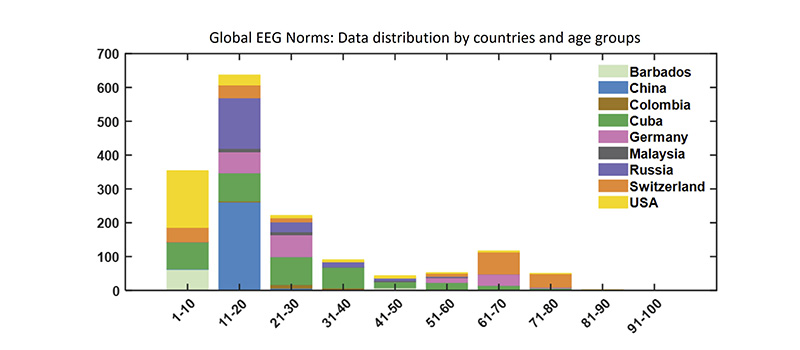 Global EEG Norms: Data distribution by countries and age groups
700
600
500
400
300
200
100
0
Barbados
China
Colombia
Cuba
Germany
Malaysia
Russia
Switzerland
USA
1-10
11-20
21-30
31-40
41-50
51-60
61-70
71-80
81-90
91-100